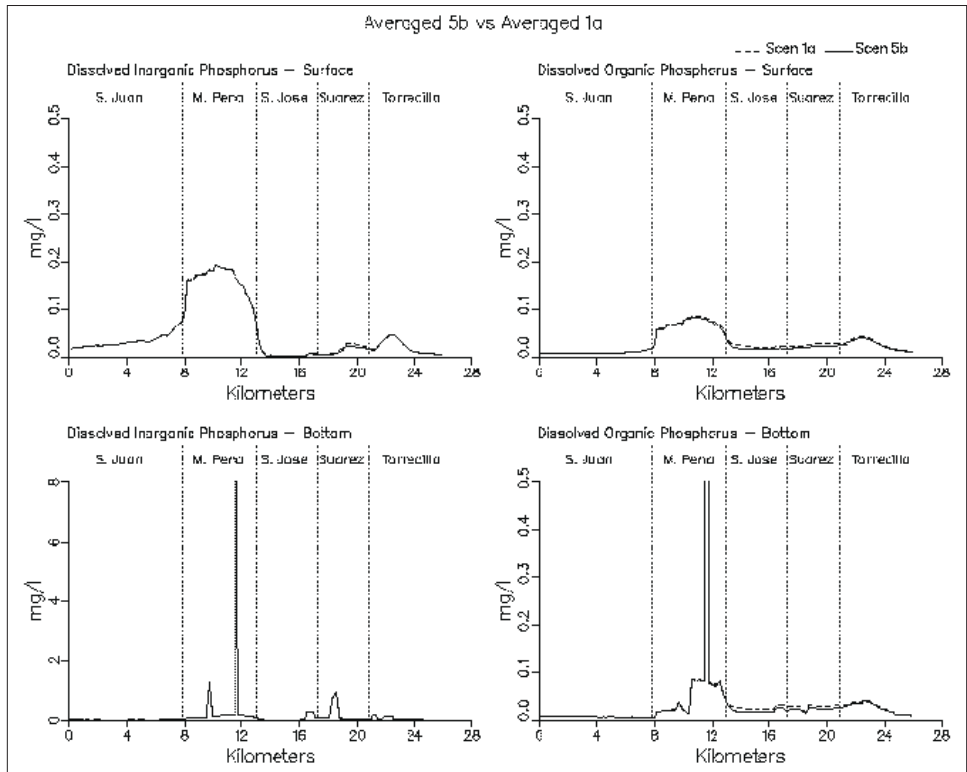 Averaged 5b vs Averaged 1a
Scen 1a Scen 5b
Dissolved Inorganic Phosphorus — Surface
S. Juan M. Pena S. Jose Suarez Torrecilla
mg/l
0.5
0.4
0.3
0.2
0.1
0.0
0 4 8 12 16 20 24 28
Kilometers
Dissolved Organic Phosphorus — Surface
S. Juan M. Pena S. Jose Suarez Torrecilla
mg/l
0.5
0.4
0.3
0.2
0.1
0.0
0 4 8 12 16 20 24 28
Kilometers
Dissolved Inorganic Phosphorus — Bottom
S. Juan M. Pena S. Jose Suarez Torrecilla
mg/l
8
6
4
2
0
0 4 8 12 16 20 24 28
Kilometers
Dissolved Organic Phosphorus — Bottom
S. Juan M. Pena S. Jose Suarez Torrecilla
mg/l
0.5
0.4
0.3
0.2
0.1
0.0
0 4 8 12 16 20 24 28
Kilometers